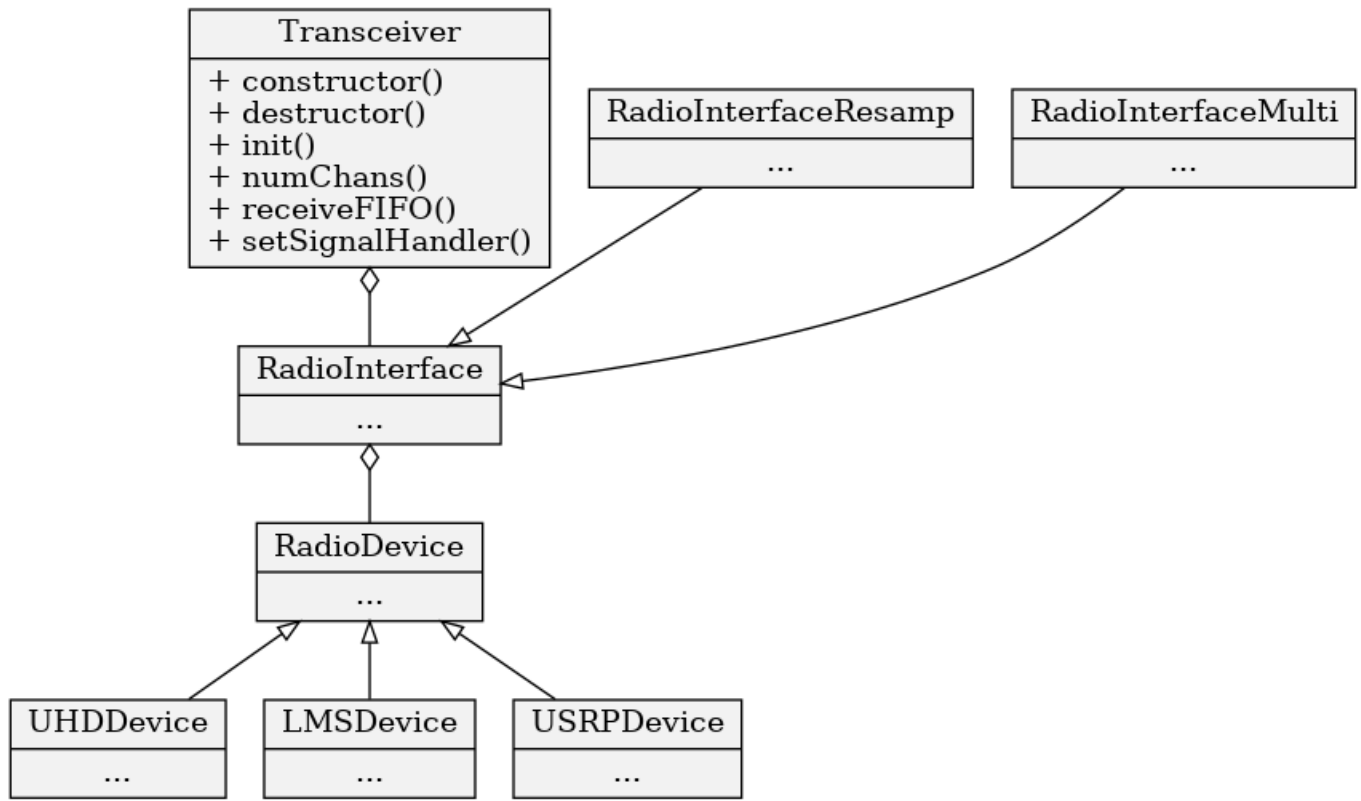 Transceiver
+ constructor()
+ destructor()
+ init()
+ numChans()
+ receiveFIFO()
+ setSignalHandler()
RadioInterfaceResamp
...
RadioInterfaceMulti
...
RadioInterface
...
RadioDevice
...
UHDDevice
...
LMSDevice
...
USRPDevice
...